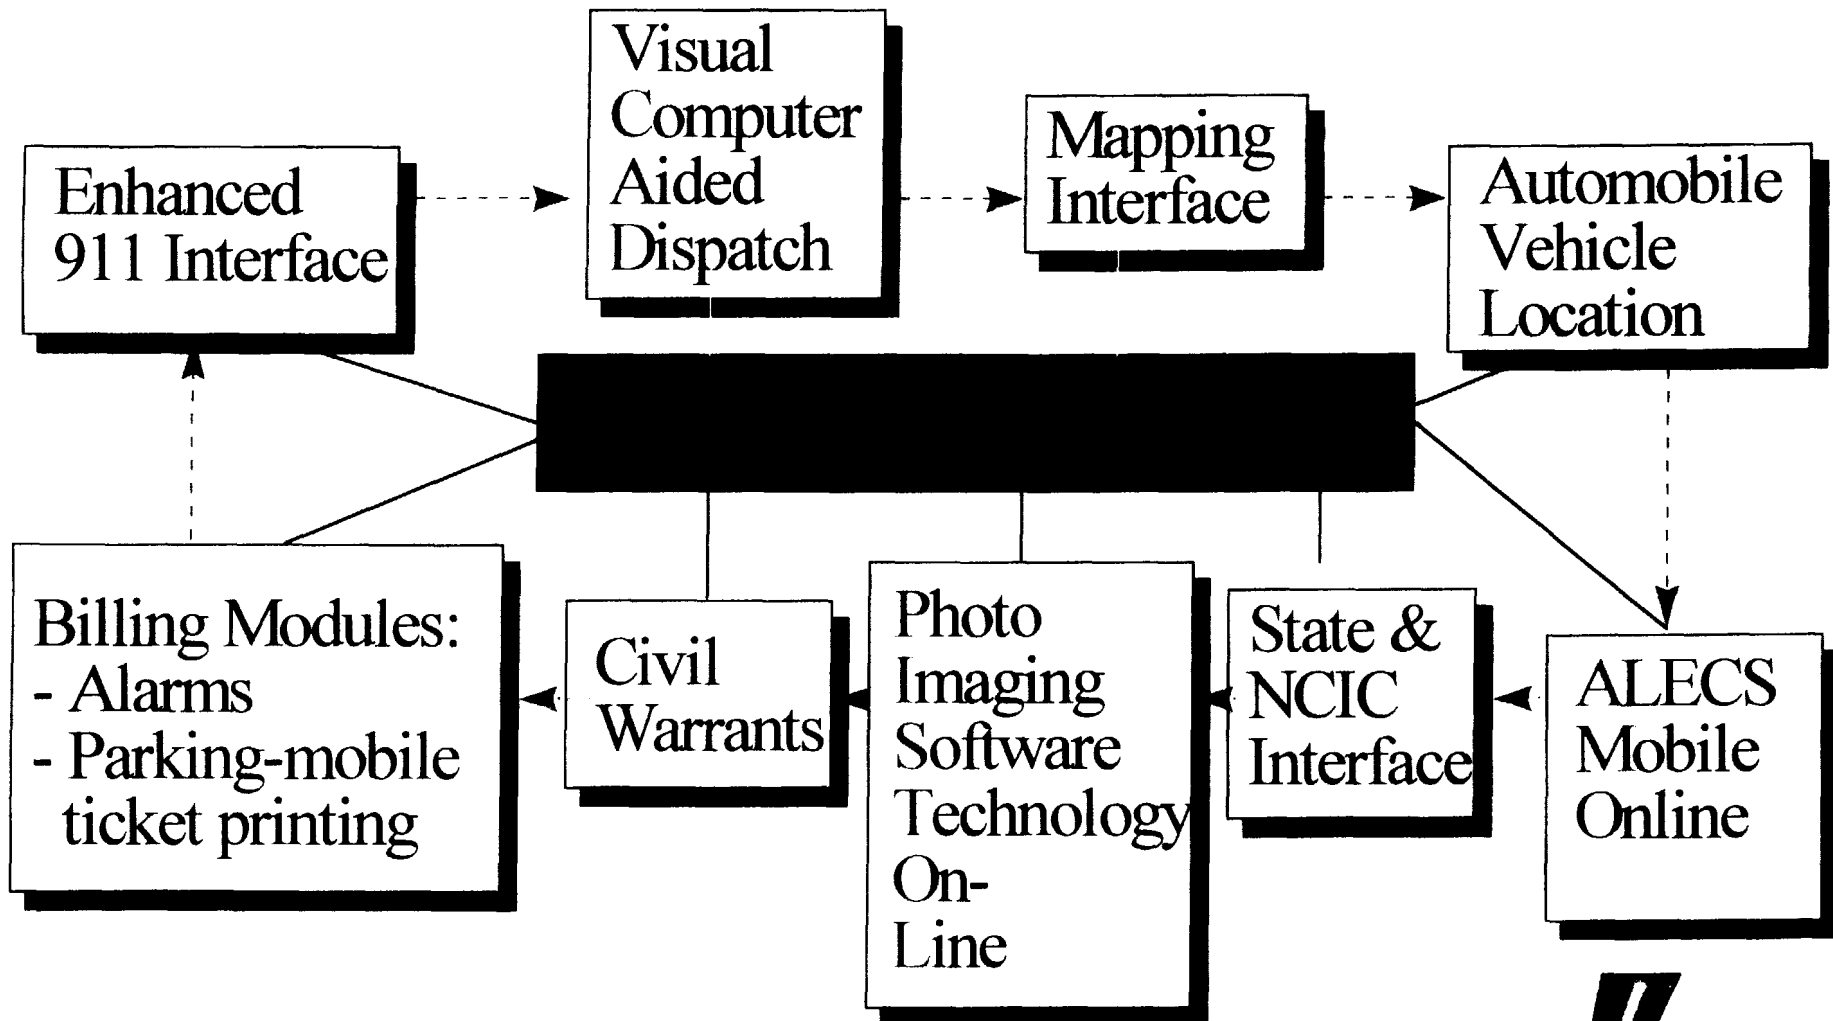 Enhanced
911 Interface
Visual
Computer
Aided
Dispatch
Mapping
Interface
Automobile
Vehicle
Location
Billing Modules:
- Alarms
- Parking-mobile
ticket printing
Civil
Warrants
Photo
Imaging
Software
Technology
On-
Line
State &
NCIC
Interface
ALECS
Mobile
Online